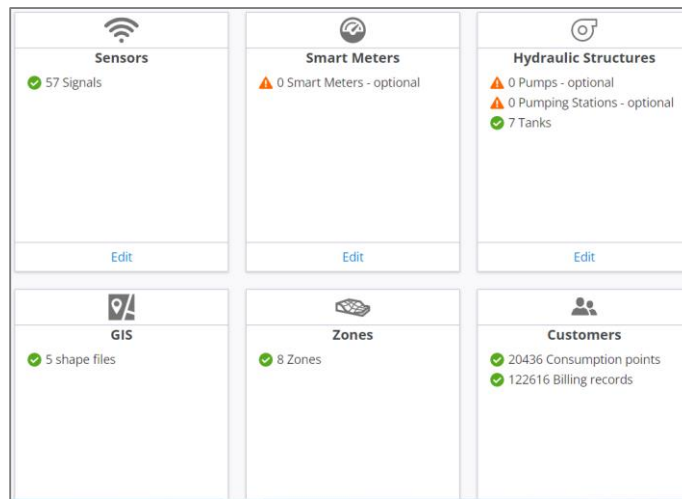 Sensors
57 Signals
Edit
Smart Meters
0 Smart Meters - optional
Edit
Hydraulic Structures
0 Pumps - optional
0 Pumping Stations - optional
7 Tanks
Edit
GIS
5 shape files
Zones
8 Zones
Customers
20436 Consumption points
122616 Billing records